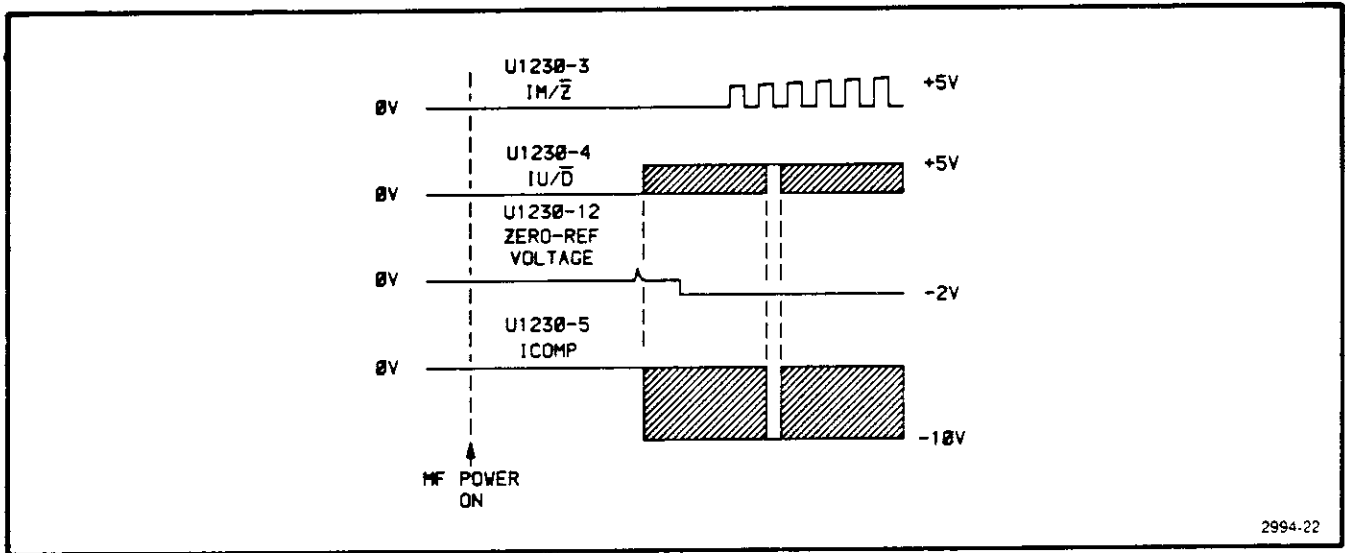 U1230-3
IM/Z̅
0V
+5V
U1230-4
IU/D̅
0V
+5V
U1230-12
ZERO-REF
VOLTAGE
0V
-2V
U1230-5
ICOMP
0V
-10V
MF POWER
ON
2994-22